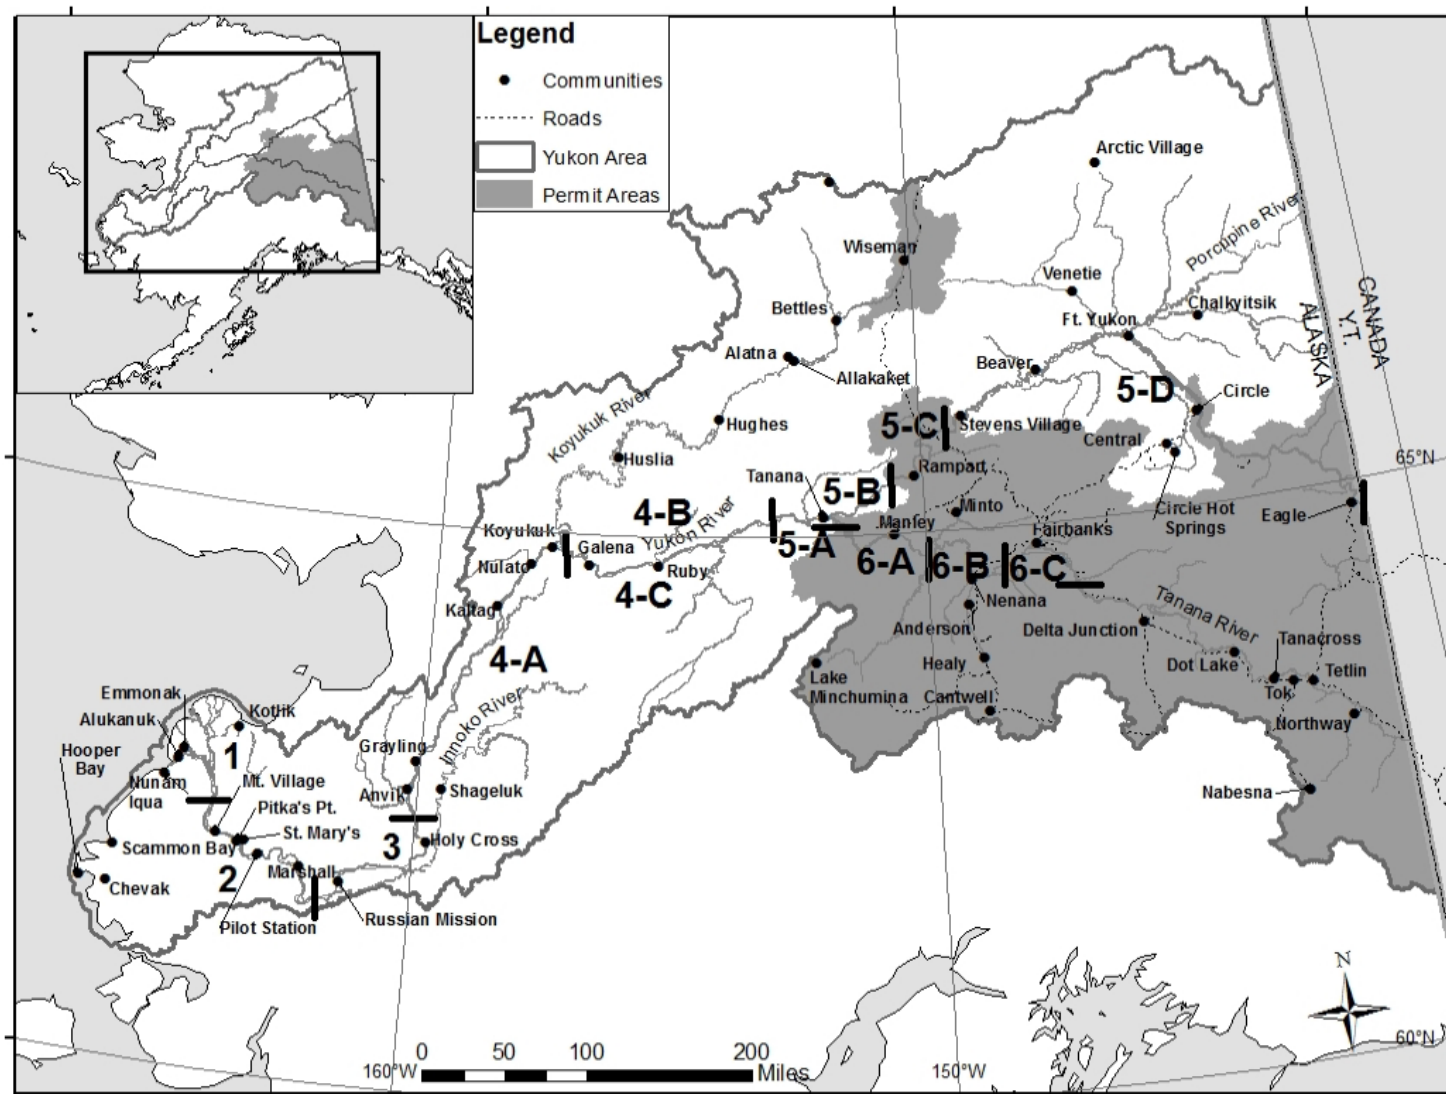 Legend
Communities
Roads
Yukon Area
Permit Areas
Arctic Village
Porcupine River
Wiseman
Venetie
CANADA
Y.T.
ALASKA
Bettles
Chalkyitsik
Ft. Yukon
Alatna
Allakaket
Beaver
5-D
Circle
Koyukuk River
Hughes
5-C
Stevens Village
Central
Huslia
65°N
Tanana
Rampart
5-B
4-B
Yukon River
Minto
Circle Hot
Springs
Eagle
Koyukuk
Galena
Manley
Fairbanks
5-A
Nulato
Ruby
6-A
6-B
6-C
4-C
Kaltag
Nenana
Tanana River
Anderson
Delta Junction
Tanacross
4-A
Healy
Dot Lake
Tetlin
Lake
Minchumina
Cantwell
Tok
Northway
Emmonak
Alukanuk
Kotlik
Innoko River
Hooper
Bay
1
Grayling
Nunam
Iqua
Mt. Village
Anvik
Shageluk
Nabesna
Pitka's Pt.
St. Mary's
Scammon Bay
3
Holy Cross
2
Marshall
Chevak
Pilot Station
Russian Mission
N
60°N
0
50
100
200
160°W
Miles
150°W